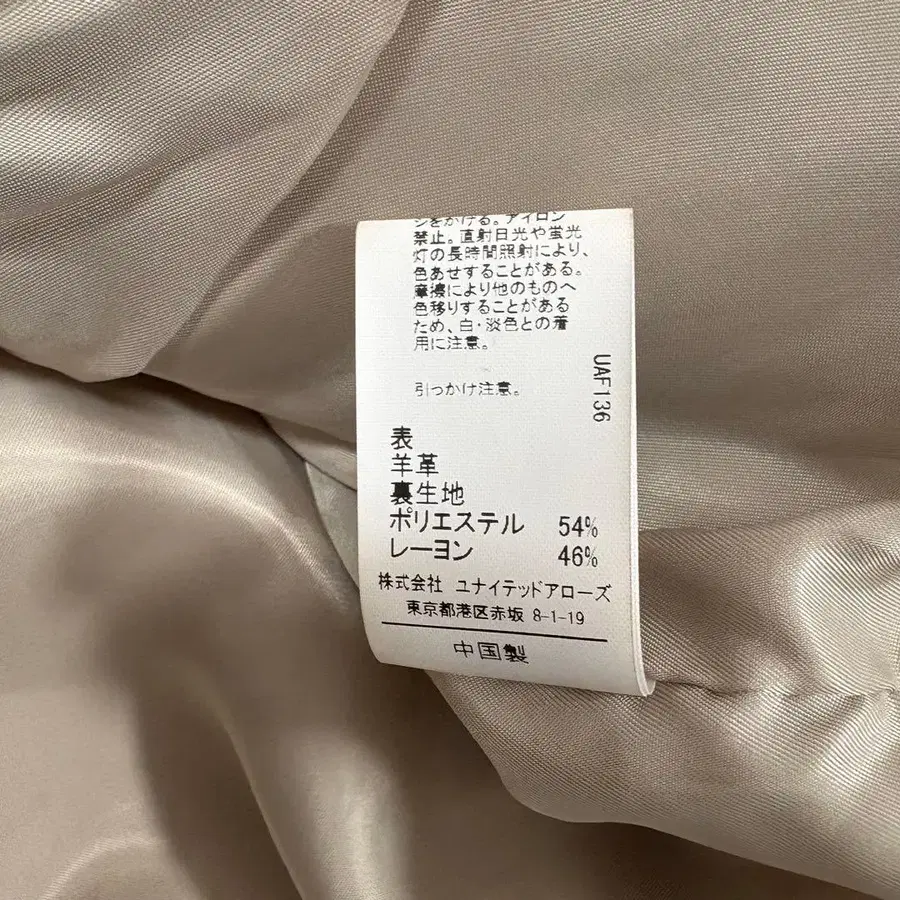 ジをかける。アイロン
禁止。直射日光や蛍光
灯の長時間照射により、
色あせすることがある。
摩擦により他のものへ
色移りすることがある
ため、白・淡色との着
用に注意。
引っかけ注意。
UAF136
表
羊革
裏生地
ポリエステル 54%
レーヨン 46%
株式会社 ユナイテッドアローズ
東京都港区赤坂 8-1-19
中国製